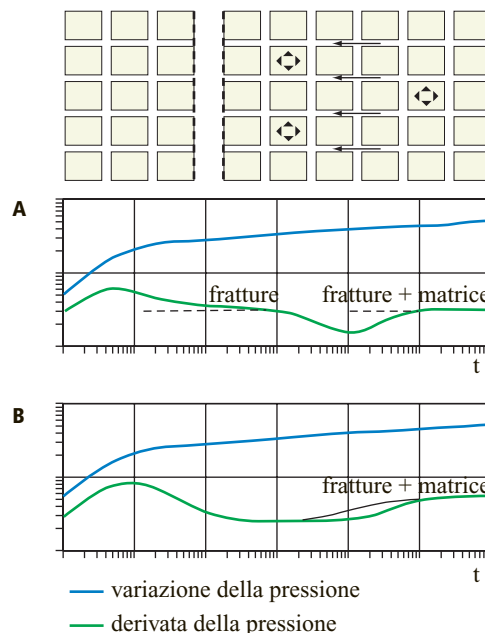 A
fratture fratture + matrice
t
B
fratture + matrice
t
variazione della pressione
derivata della pressione